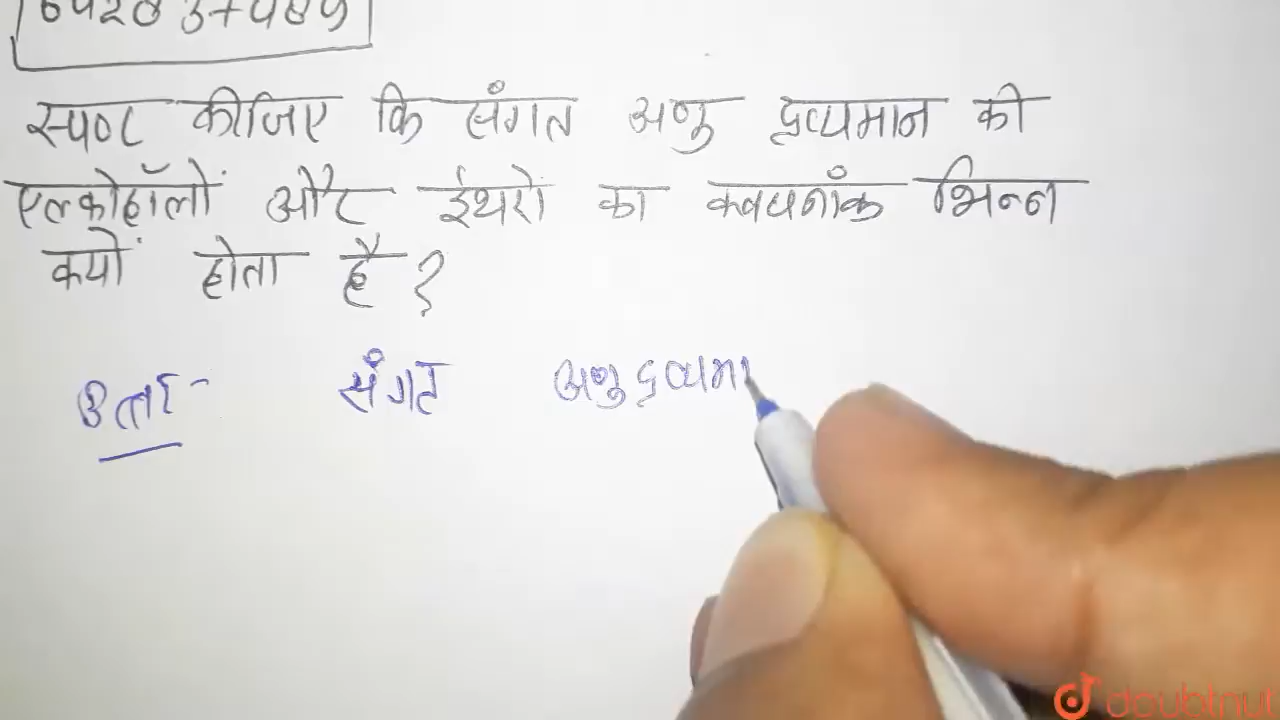 स्पष्ट कीजिए कि संगत अणु द्रव्यमान की
एल्कोहॉलों और ईथरों का क्वथनांक भिन्न
क्यों होता है ?
उत्तर - संगत अणु द्रव्यमा
doubtnut